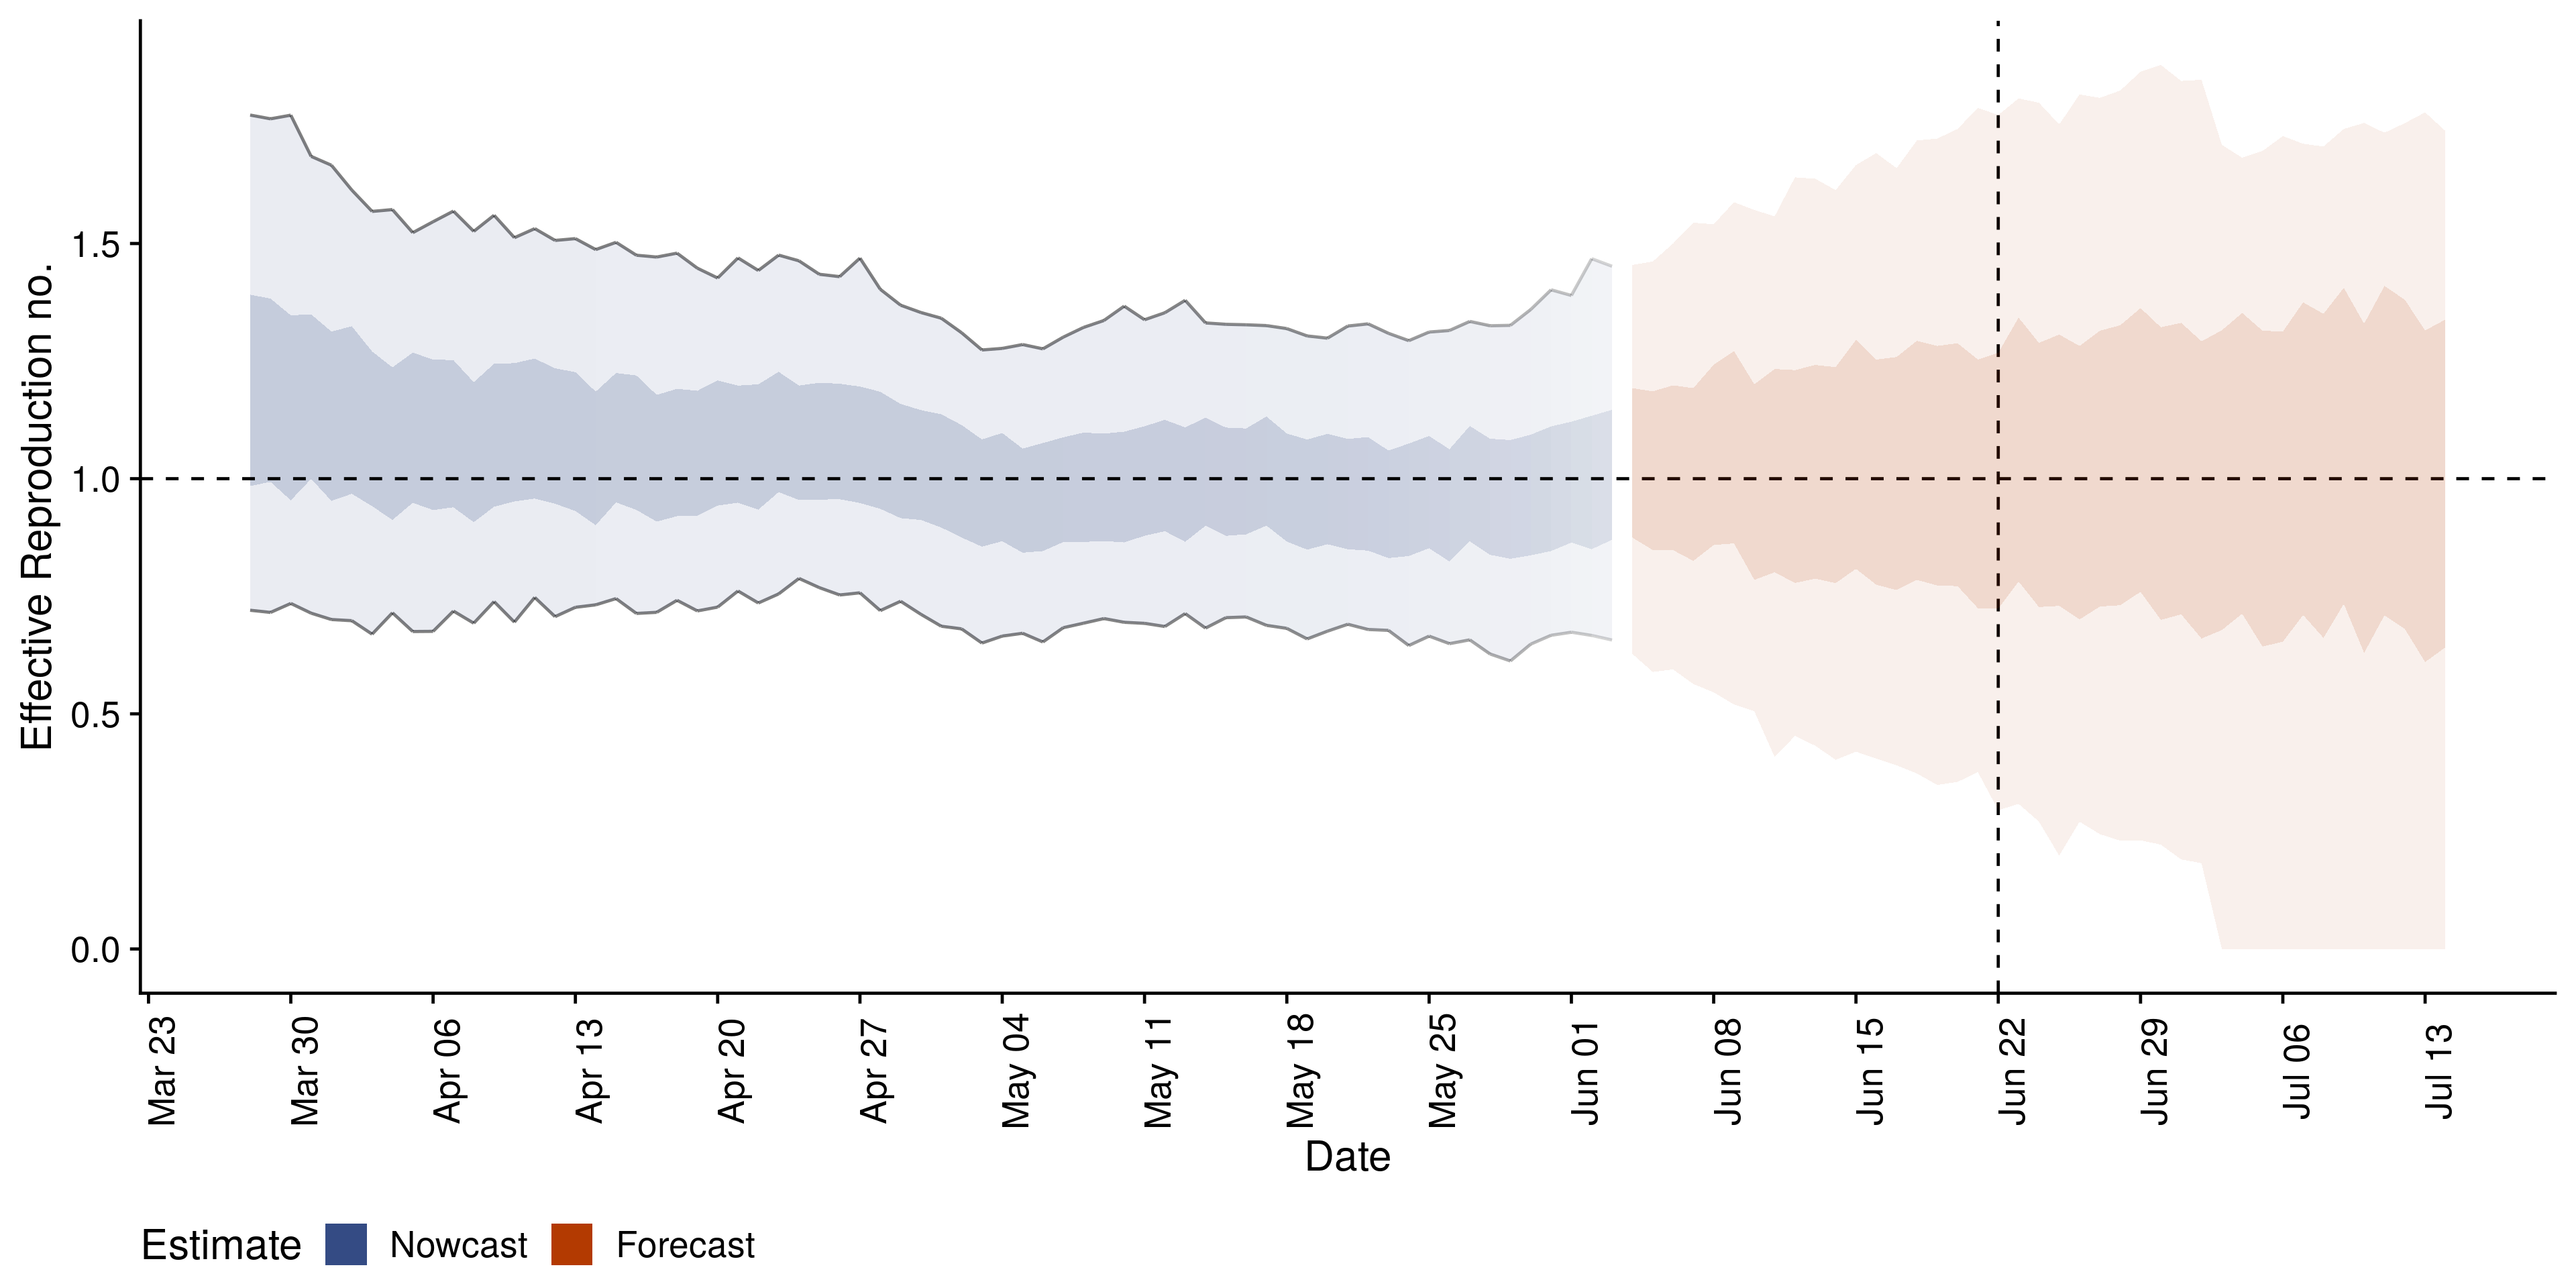 Effective Reproduction no.
1.5
1.0
0.5
0.0
Mar 23
Mar 30
Apr 06
Apr 13
Apr 20
Apr 27
May 04
May 11
May 18
May 25
Jun 01
Jun 08
Jun 15
Jun 22
Jun 29
Jul 06
Jul 13
Date
Estimate Nowcast Forecast